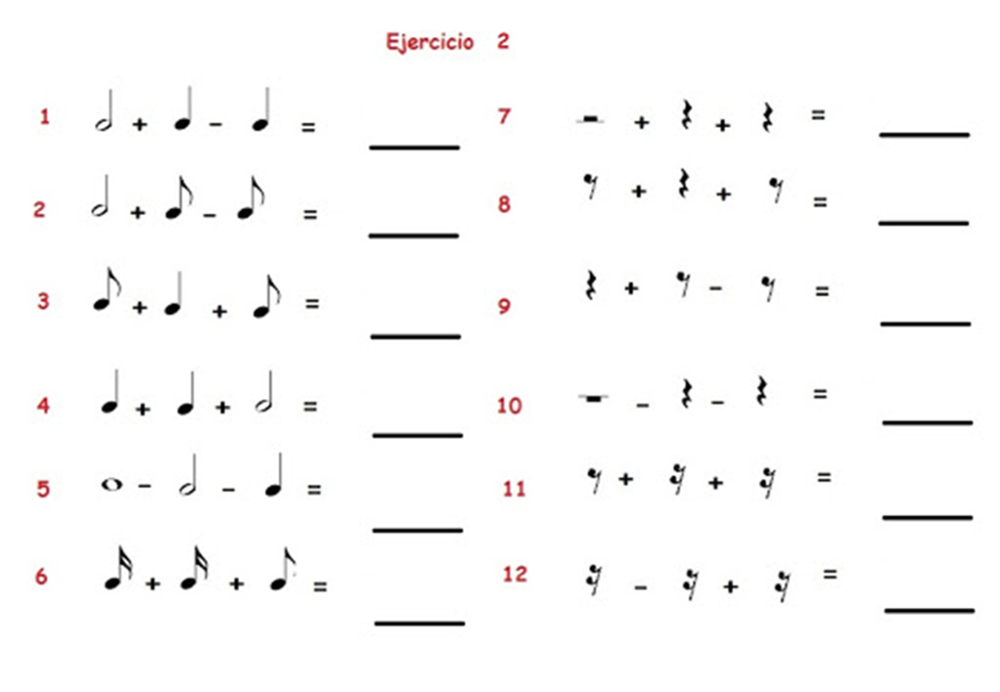 Ejercicio 2
1 + - =
2 + - =
3 + + =
4 + + =
5 - - =
6 + + =
7 + + =
8 + + =
9 + - =
10 - - =
11 + + =
12 - + =